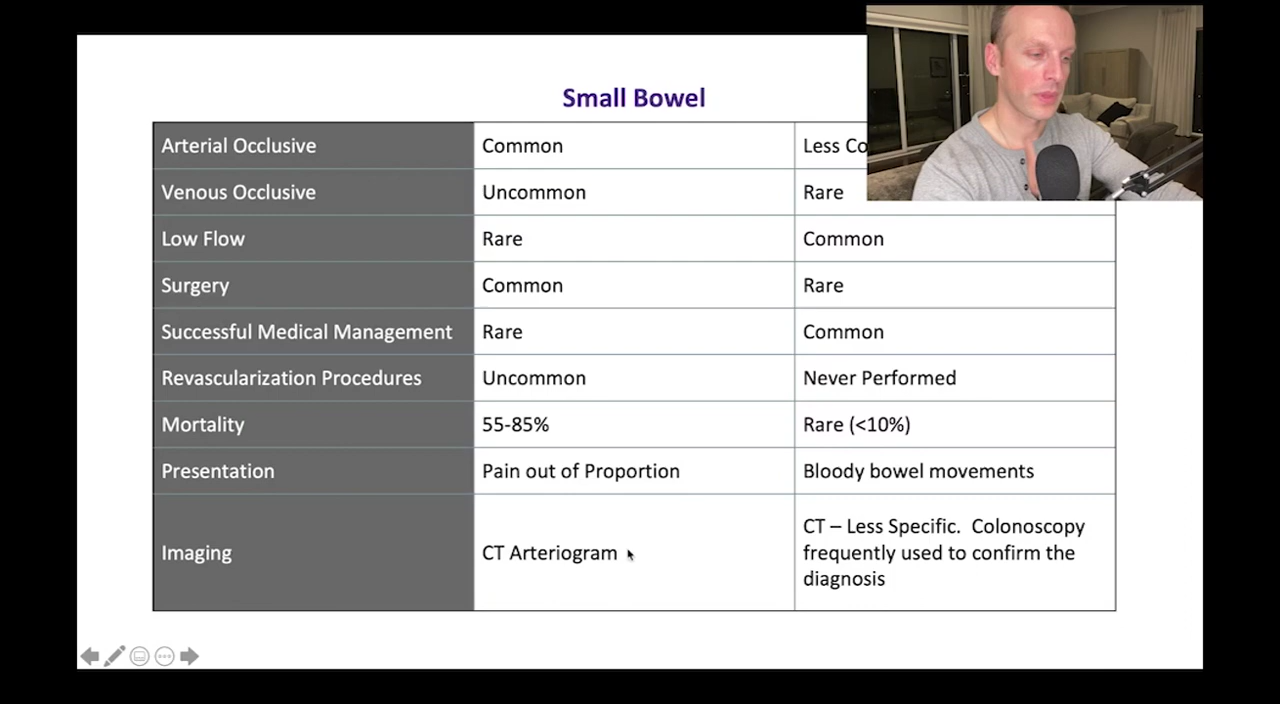 Small Bowel
Arterial Occlusive Common Less
Venous Occlusive Uncommon Rare
Low Flow Rare Common
Surgery Common Rare
Successful Medical Management Rare Common
Revascularization Procedures Uncommon Never Performed
Mortality 55-85% Rare (<10%)
Presentation Pain out of Proportion Bloody bowel movements
Imaging CT Arteriogram CT – Less Specific. Colonoscopy
frequently used to confirm the
diagnosis